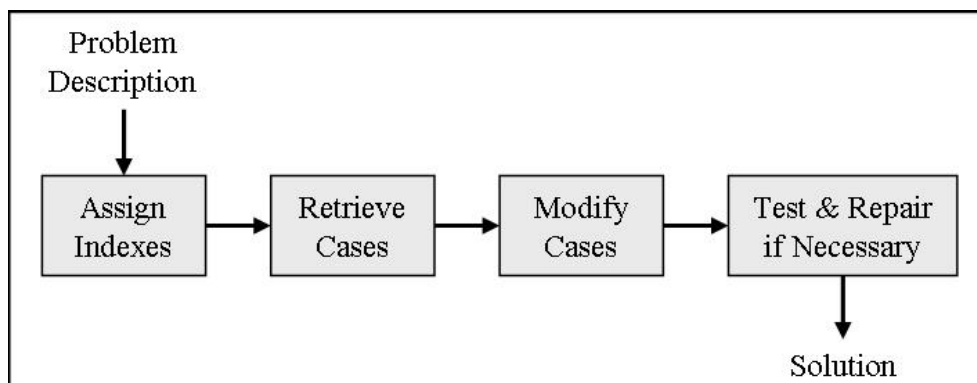 Problem
Description
Assign
Indexes
Retrieve
Cases
Modify
Cases
Test & Repair
if Necessary
Solution